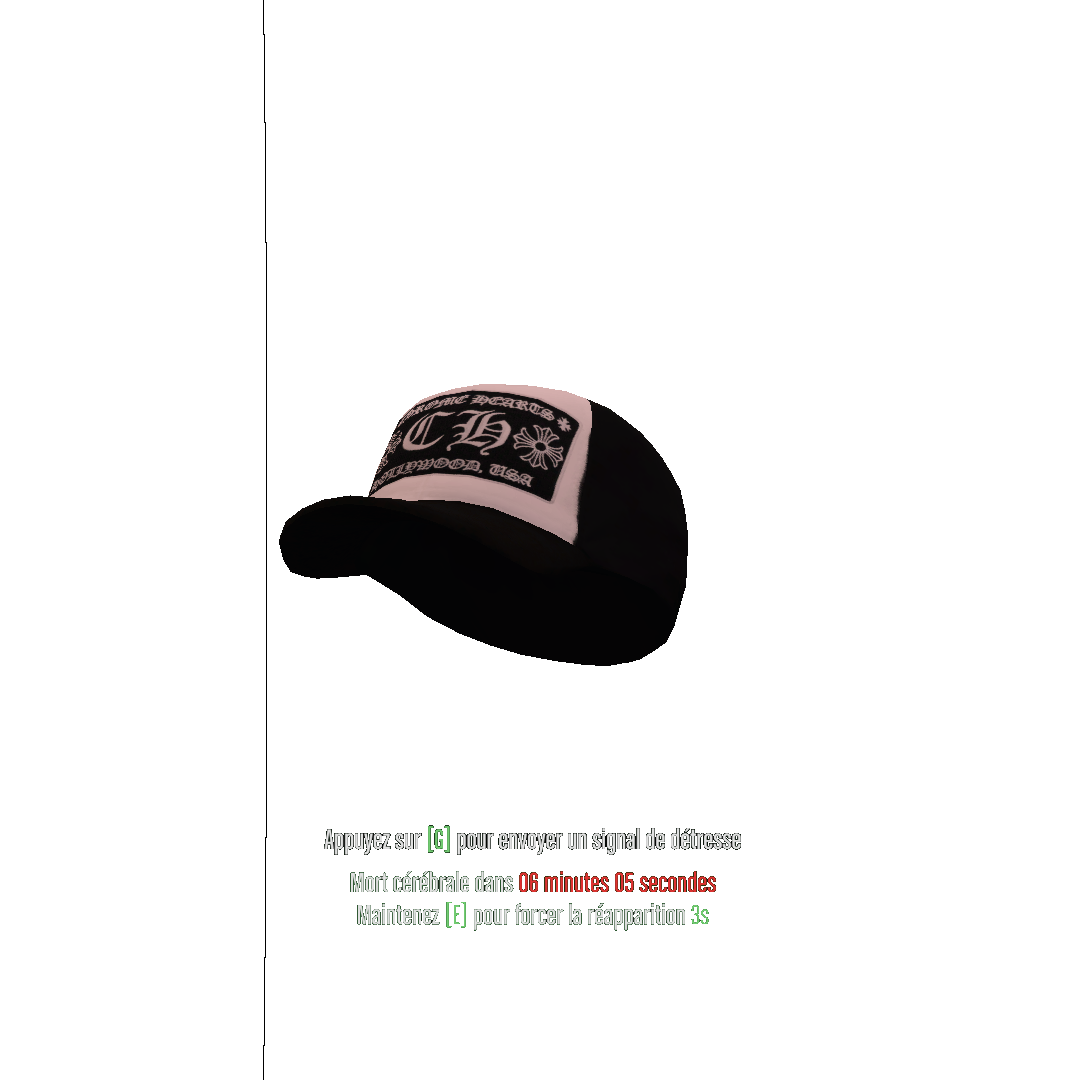 CHROME HEARTS
CH
HOLLYWOOD, USA
Appuyez sur [G] pour envoyer un signal de détresse
Mort cérébrale dans 06 minutes 05 secondes
Maintenez [E] pour forcer la réapparition 3s